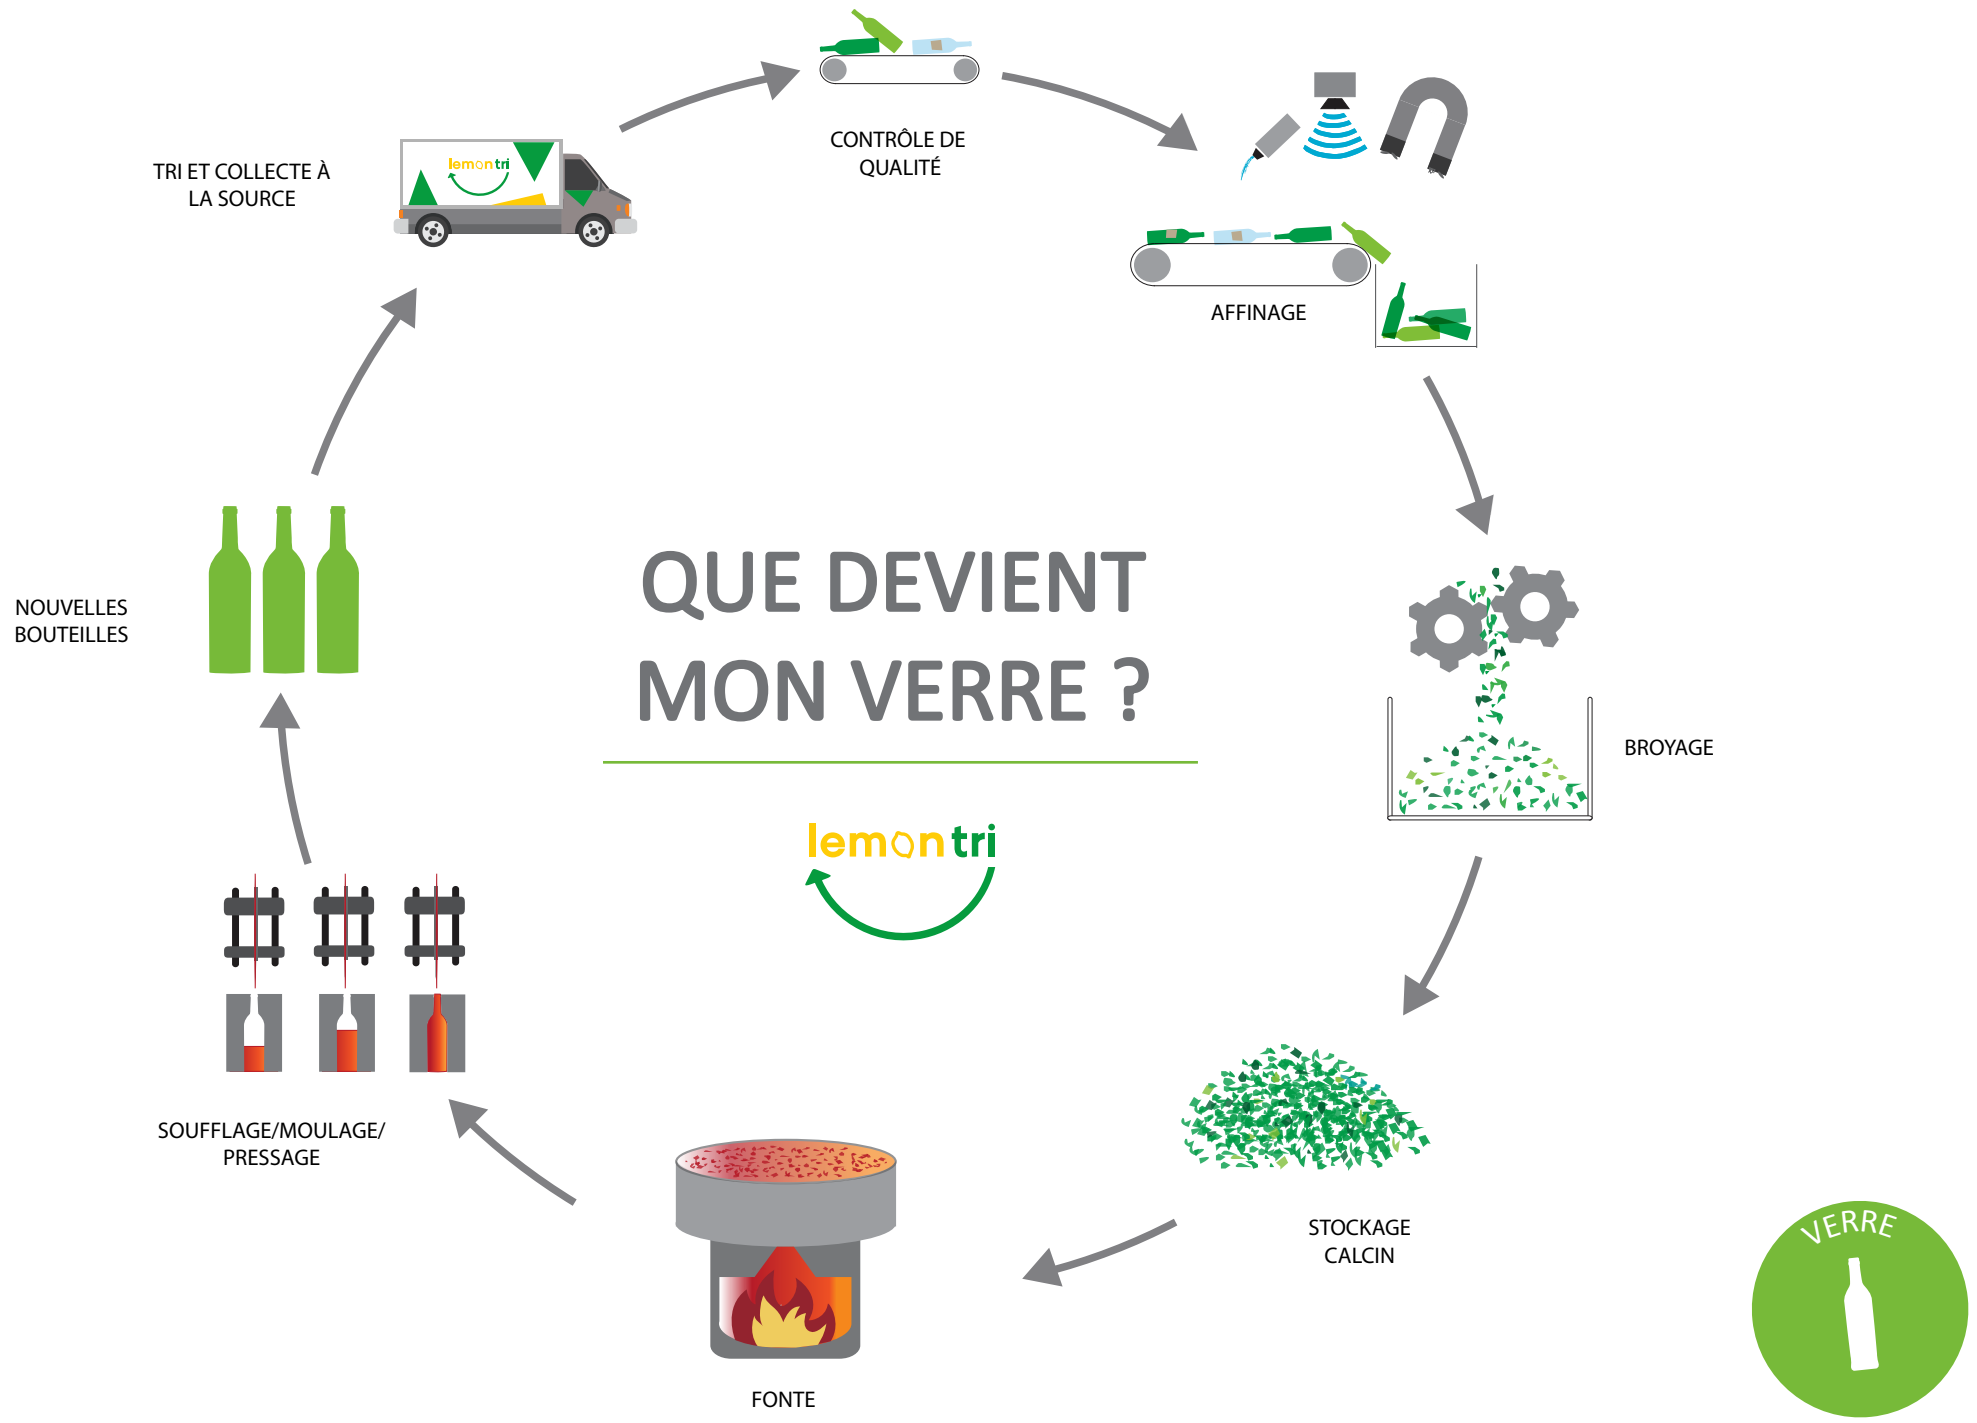 CONTRÔLE DE
QUALITÉ
TRI ET COLLECTE À
LA SOURCE
lemon tri
AFFINAGE
QUE DEVIENT
MON VERRE ?
lemon tri
NOUVELLES
BOUTEILLES
BROYAGE
SOUFFLAGE/MOULAGE/
PRESSAGE
STOCKAGE
CALCIN
FONTE
VERRE